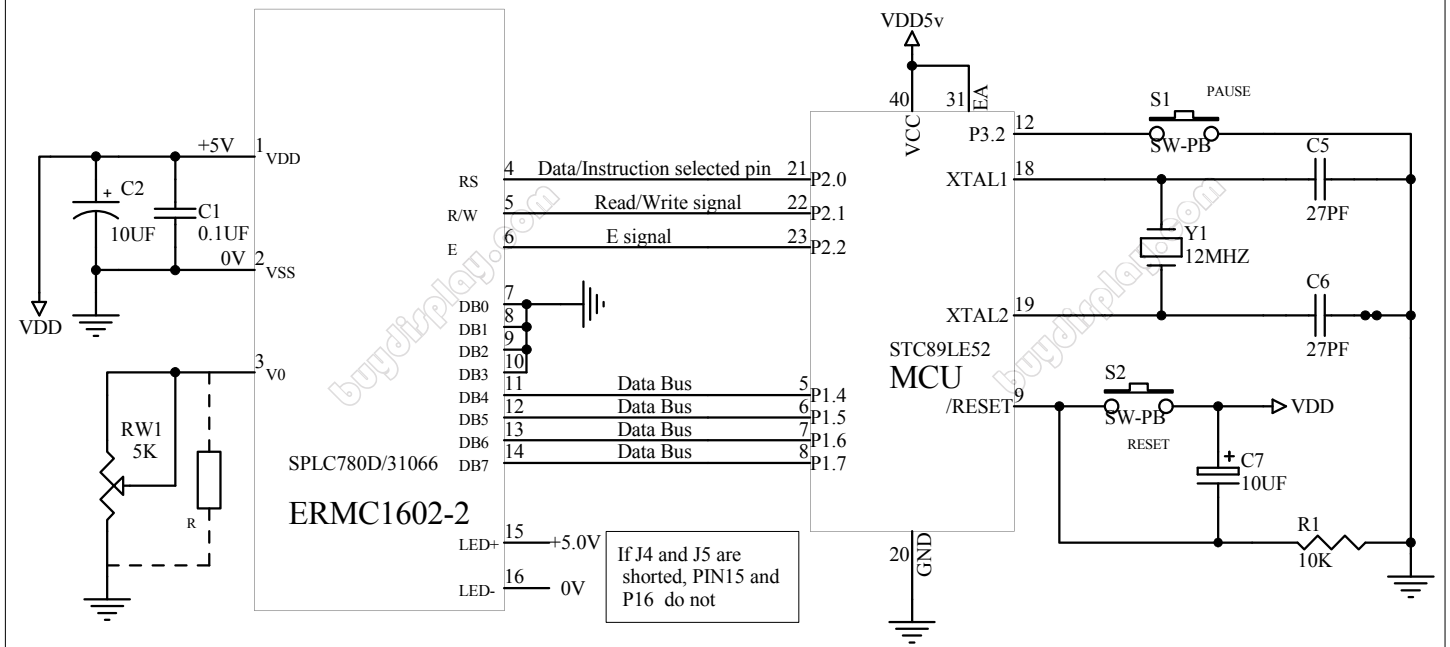 VDD5v
40
31
VCC
EA
S1
PAUSE
P3.2
12
SW-PB
C5
+5V
1
VDD
4
Data/Instruction selected pin
21
P2.0
RS
XTAL1
18
+
C2
10UF
C1
0.1UF
5
Read/Write signal
22
P2.1
R/W
27PF
6
E signal
23
P2.2
E
Y1
12MHZ
0V
2
VSS
C6
VDD
7
DB0
8
DB1
9
DB2
10
DB3
XTAL2
19
27PF
STC89LE52
MCU
3
V0
11
DB4
Data Bus
5
P1.4
12
DB5
Data Bus
6
P1.5
13
DB6
Data Bus
7
P1.6
14
DB7
Data Bus
8
P1.7
S2
/RESET
9
SW-PB
RESET
VDD
RW1
5K
R
SPLC780D/31066
ERMC1602-2
+
C7
10UF
15
LED+
+5.0V
16
LED-
0V
If J4 and J5 are
shorted, PIN15 and
P16 do not
20
GND
R1
10K
buydisplay.com
buydisplay.com